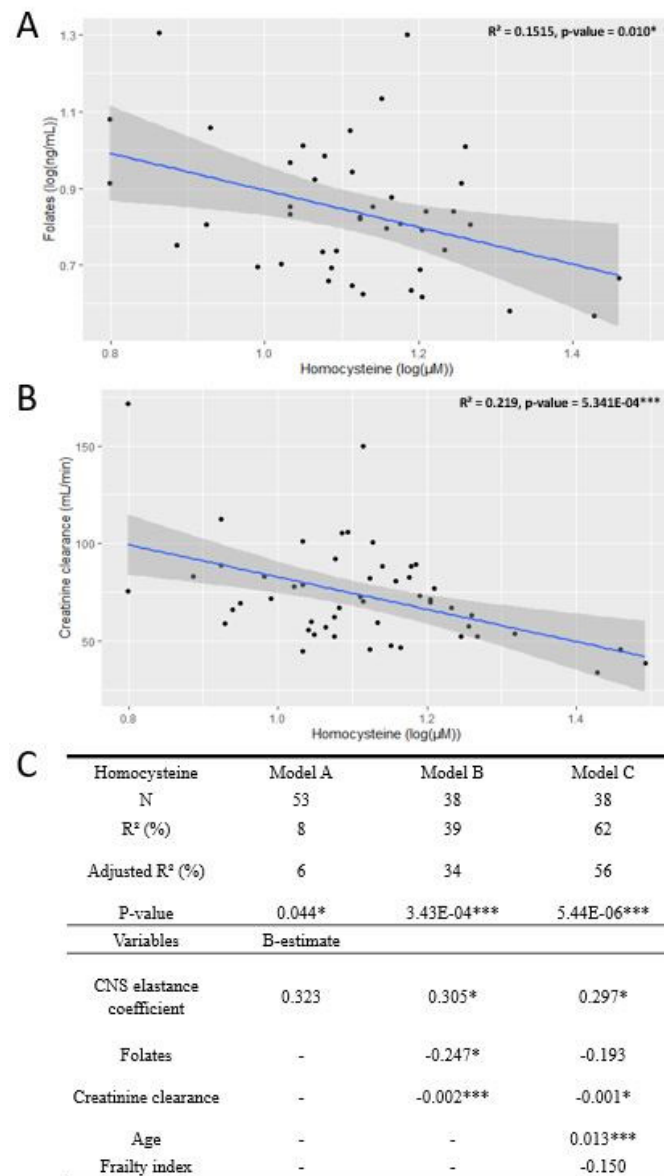 A
R² = 0.1515, p-value = 0.010*
1.3
1.1
0.9
0.7
Folates (log(ng/mL))
0.8 1.0 1.2 1.4
Homocysteine (log(µM))
B
R² = 0.219, p-value = 5.341E-04***
150
100
50
Creatinine clearance (mL/min)
0.8 1.0 1.2 1.4
Homocysteine (log(µM))
C
Homocysteine Model A Model B Model C
N 53 38 38
R² (%) 8 39 62
Adjusted R² (%) 6 34 56
P-value 0.044* 3.43E-04*** 5.44E-06***
Variables B-estimate
CNS elastance
coefficient 0.323 0.305* 0.297*
Folates - -0.247* -0.193
Creatinine clearance - -0.002*** -0.001*
Age - - 0.013***
Frailty index - - -0.150